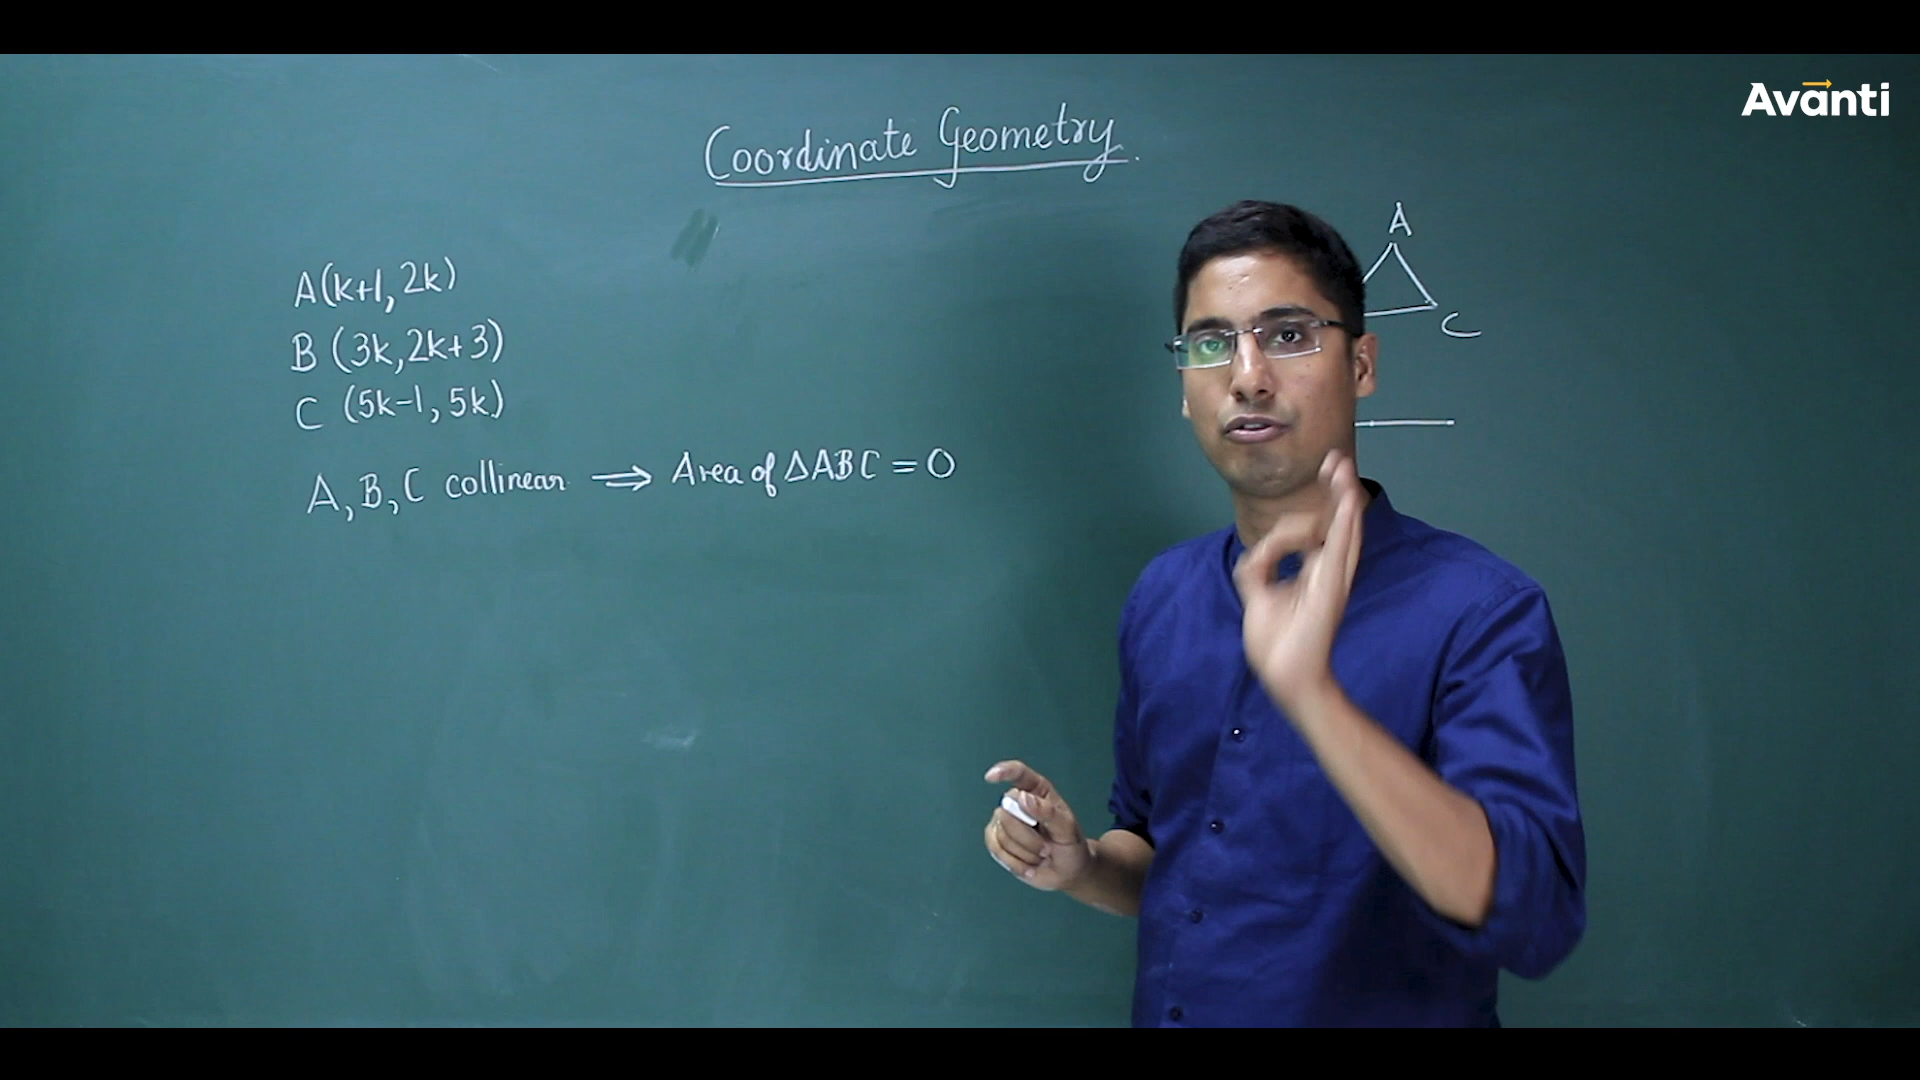 Avanti
Coordinate Geometry.
A(k+1, 2k)
B (3k, 2k+3)
C (5k-1, 5k)
A, B, C collinear ⟹ Area of ΔABC = 0
A
C